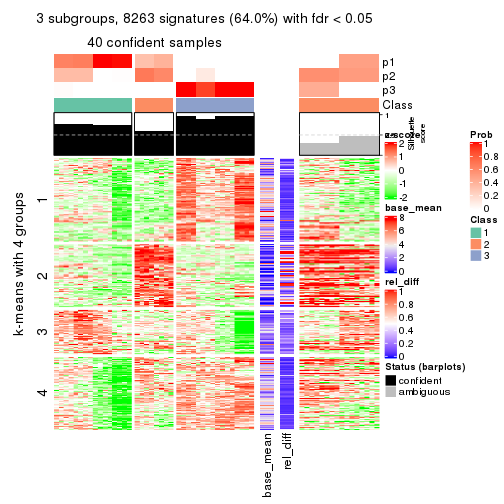 3 subgroups, 8263 signatures (64.0%) with fdr < 0.05
40 confident samples
p1
p2
p3
Class
1
Silhouette
score
k-means with 4 groups
1
2
3
4
base_mean
rel_diff
z-score
2
1
0
-1
-2
base_mean
8
6
4
2
0
rel_diff
1
0.8
0.6
0.4
0.2
0
Status (barplots)
confident
ambiguous
Prob
1
0.8
0.6
0.4
0.2
0
Class
1
2
3